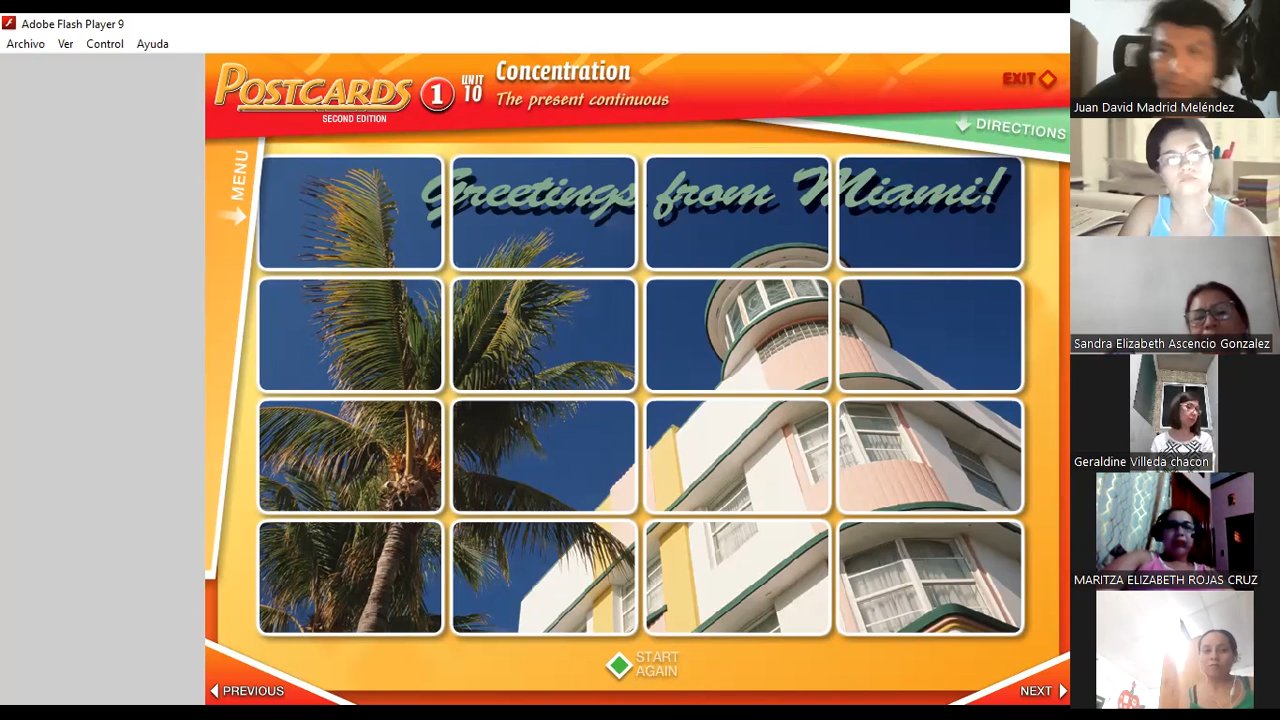 Adobe Flash Player 9
Archivo Ver Control Ayuda
POSTCARDS 1
SECOND EDITION
UNIT 10
Concentration
The present continuous
EXIT
DIRECTIONS
MENU
Greetings from Miami!
START AGAIN
PREVIOUS
NEXT
Juan David Madrid Meléndez
Sandra Elizabeth Ascencio Gonzalez
Geraldine Villeda chacon
MARITZA ELIZABETH ROJAS CRUZ